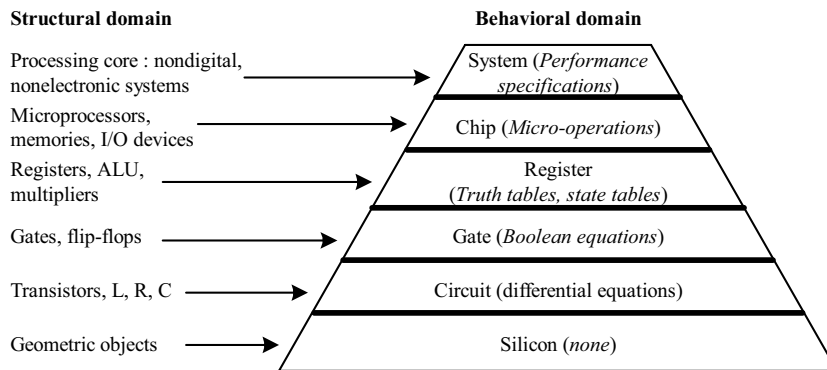 Structural domain
Behavioral domain
Processing core : nondigital,
nonelectronic systems
System (Performance
specifications)
Microprocessors,
memories, I/O devices
Chip (Micro-operations)
Registers, ALU,
multipliers
Register
(Truth tables, state tables)
Gates, flip-flops
Gate (Boolean equations)
Transistors, L, R, C
Circuit (differential equations)
Geometric objects
Silicon (none)